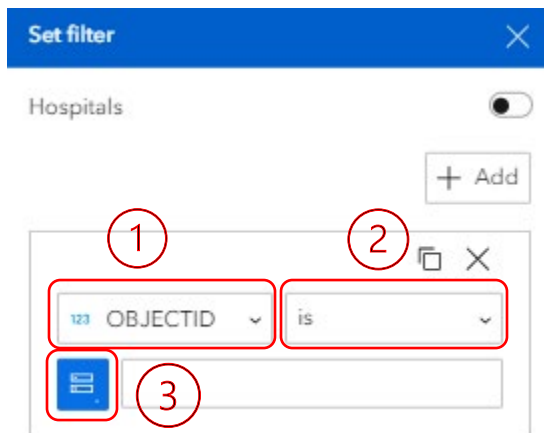 Set filter
Hospitals
+ Add
1
2
123 OBJECTID
is
3